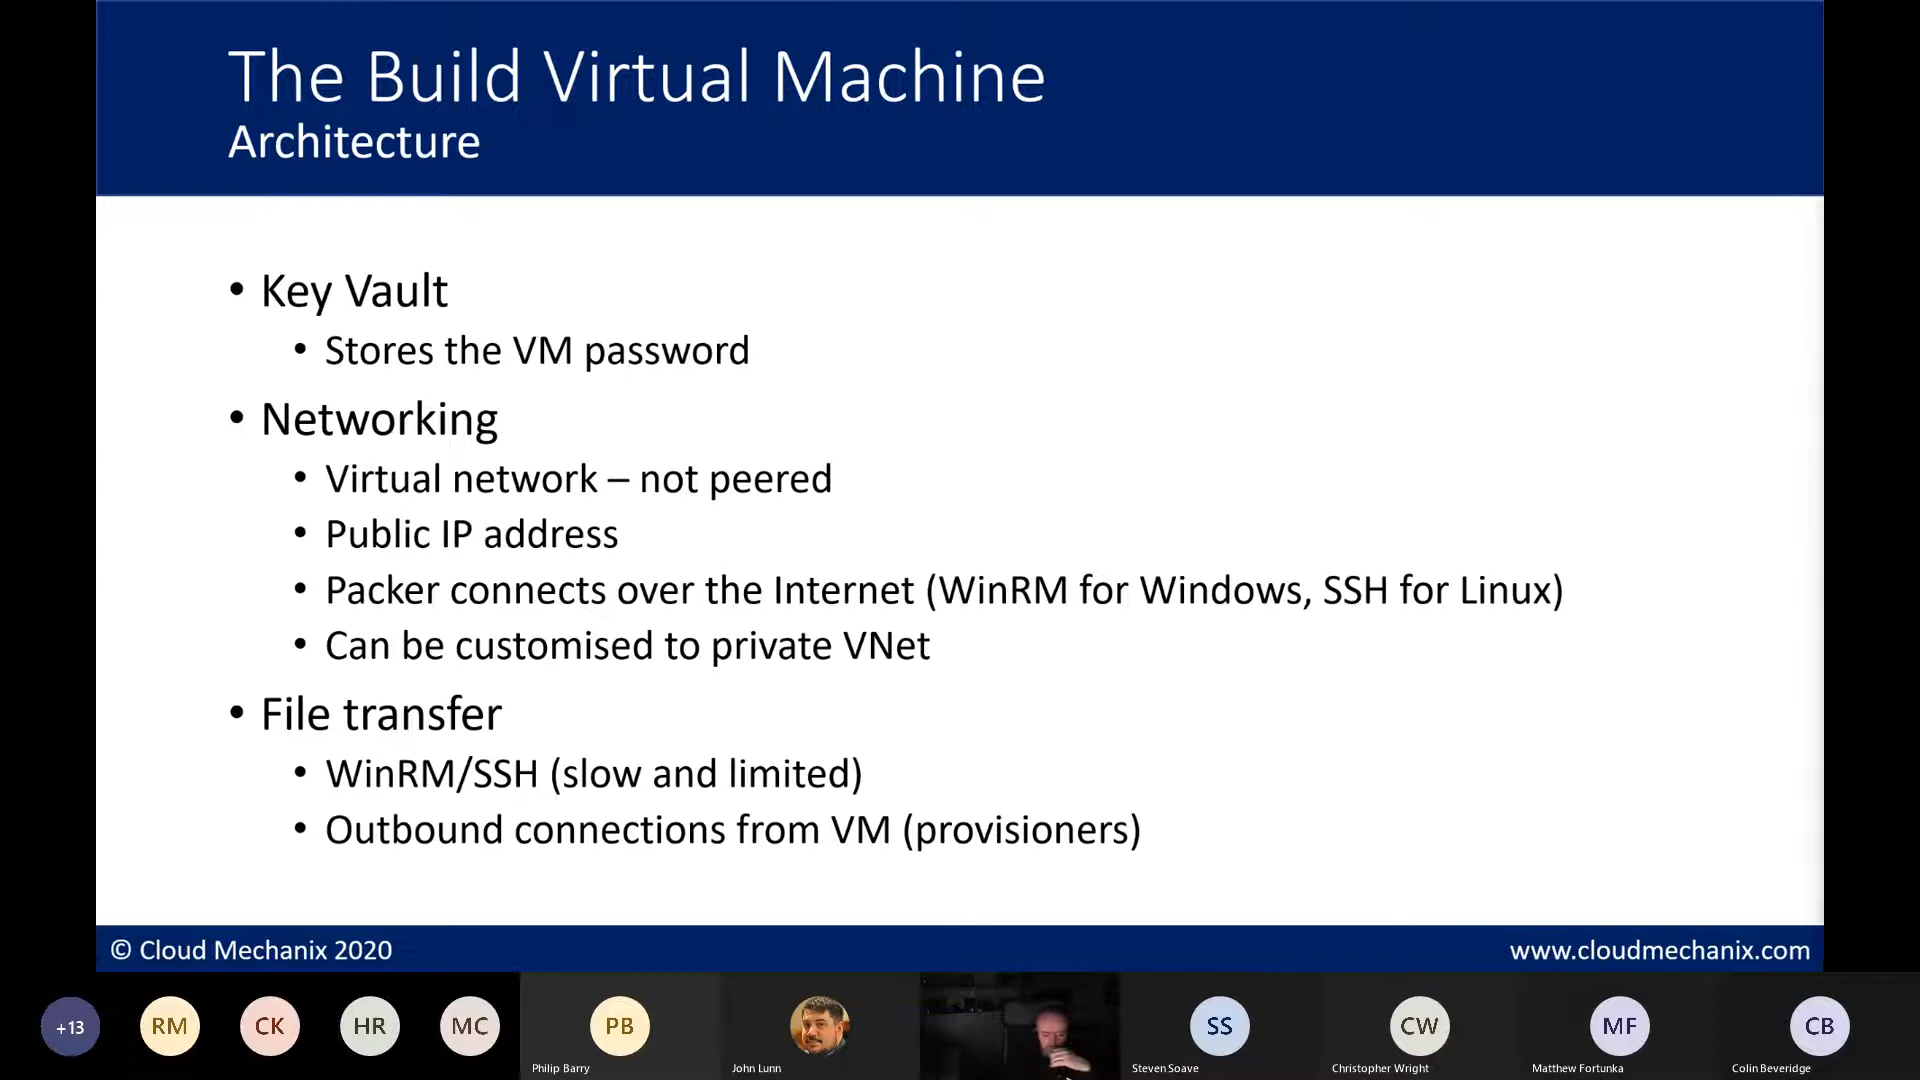 The Build Virtual Machine
Architecture
• Key Vault
• Stores the VM password
• Networking
• Virtual network – not peered
• Public IP address
• Packer connects over the Internet (WinRM for Windows, SSH for Linux)
• Can be customised to private VNet
• File transfer
• WinRM/SSH (slow and limited)
• Outbound connections from VM (provisioners)
© Cloud Mechanix 2020
www.cloudmechanix.com
+13
RM
CK
HR
MC
PB
SS
CW
MF
CB
Philip Barry
John Lunn
Steven Soave
Christopher Wright
Matthew Fortunka
Colin Beveridge